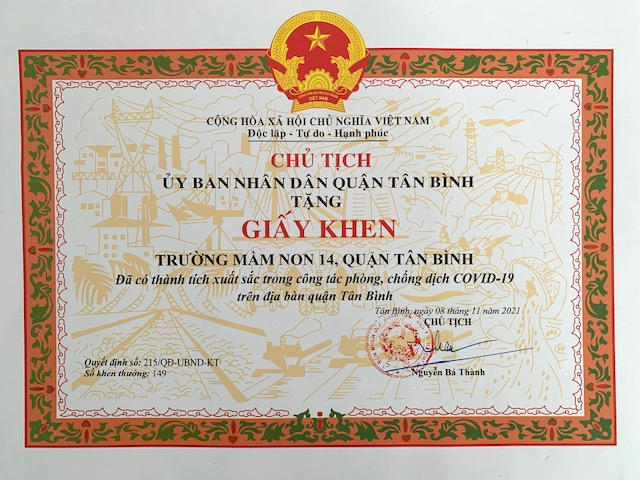 CỘNG HÒA XÃ HỘI CHỦ NGHĨA VIỆT NAM
Độc lập - Tự do - Hạnh phúc
CHỦ TỊCH
ỦY BAN NHÂN DÂN QUẬN TÂN BÌNH
TẶNG
GIẤY KHEN
TRƯỜNG MẦM NON 14, QUẬN TÂN BÌNH
Đã có thành tích xuất sắc trong công tác phòng, chống dịch COVID-19
trên địa bàn quận Tân Bình
Tân Bình, ngày 08 tháng 11 năm 2021
CHỦ TỊCH
Quyết định số: 215/QĐ-UBND-KT
Số khen thưởng: 149
Nguyễn Bá Thành